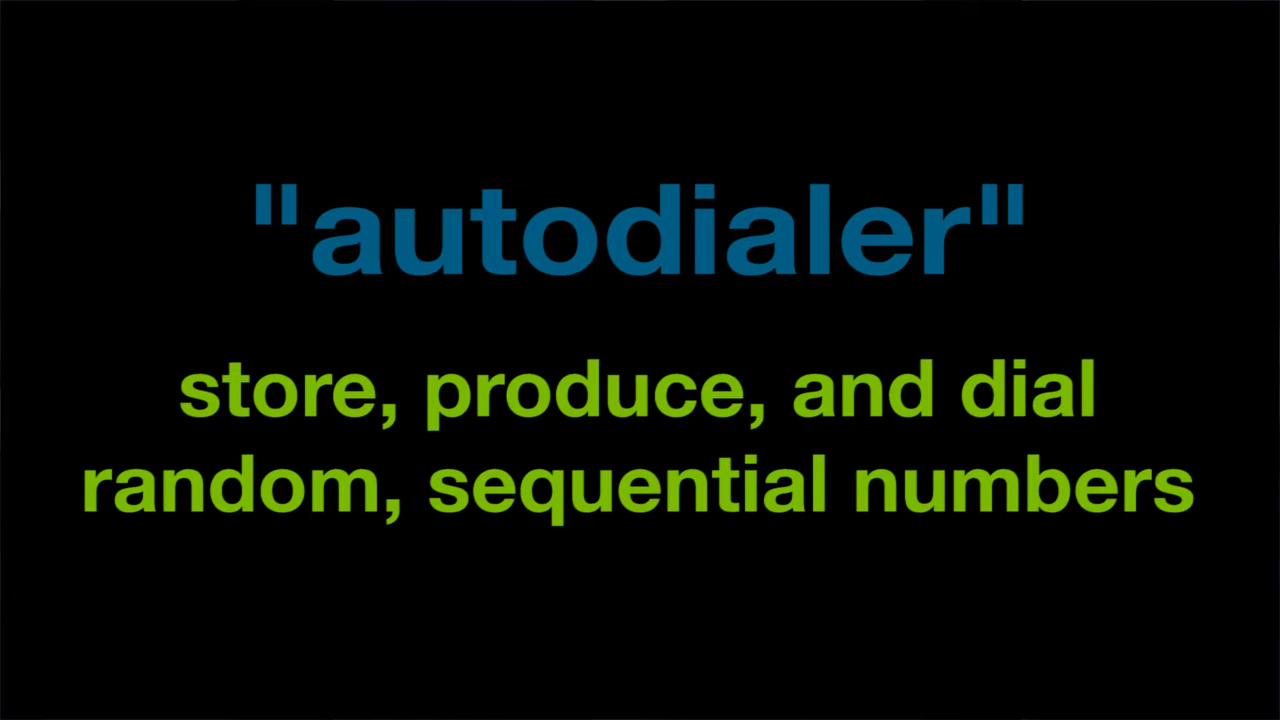 "autodialer"
store, produce, and dial
random, sequential numbers